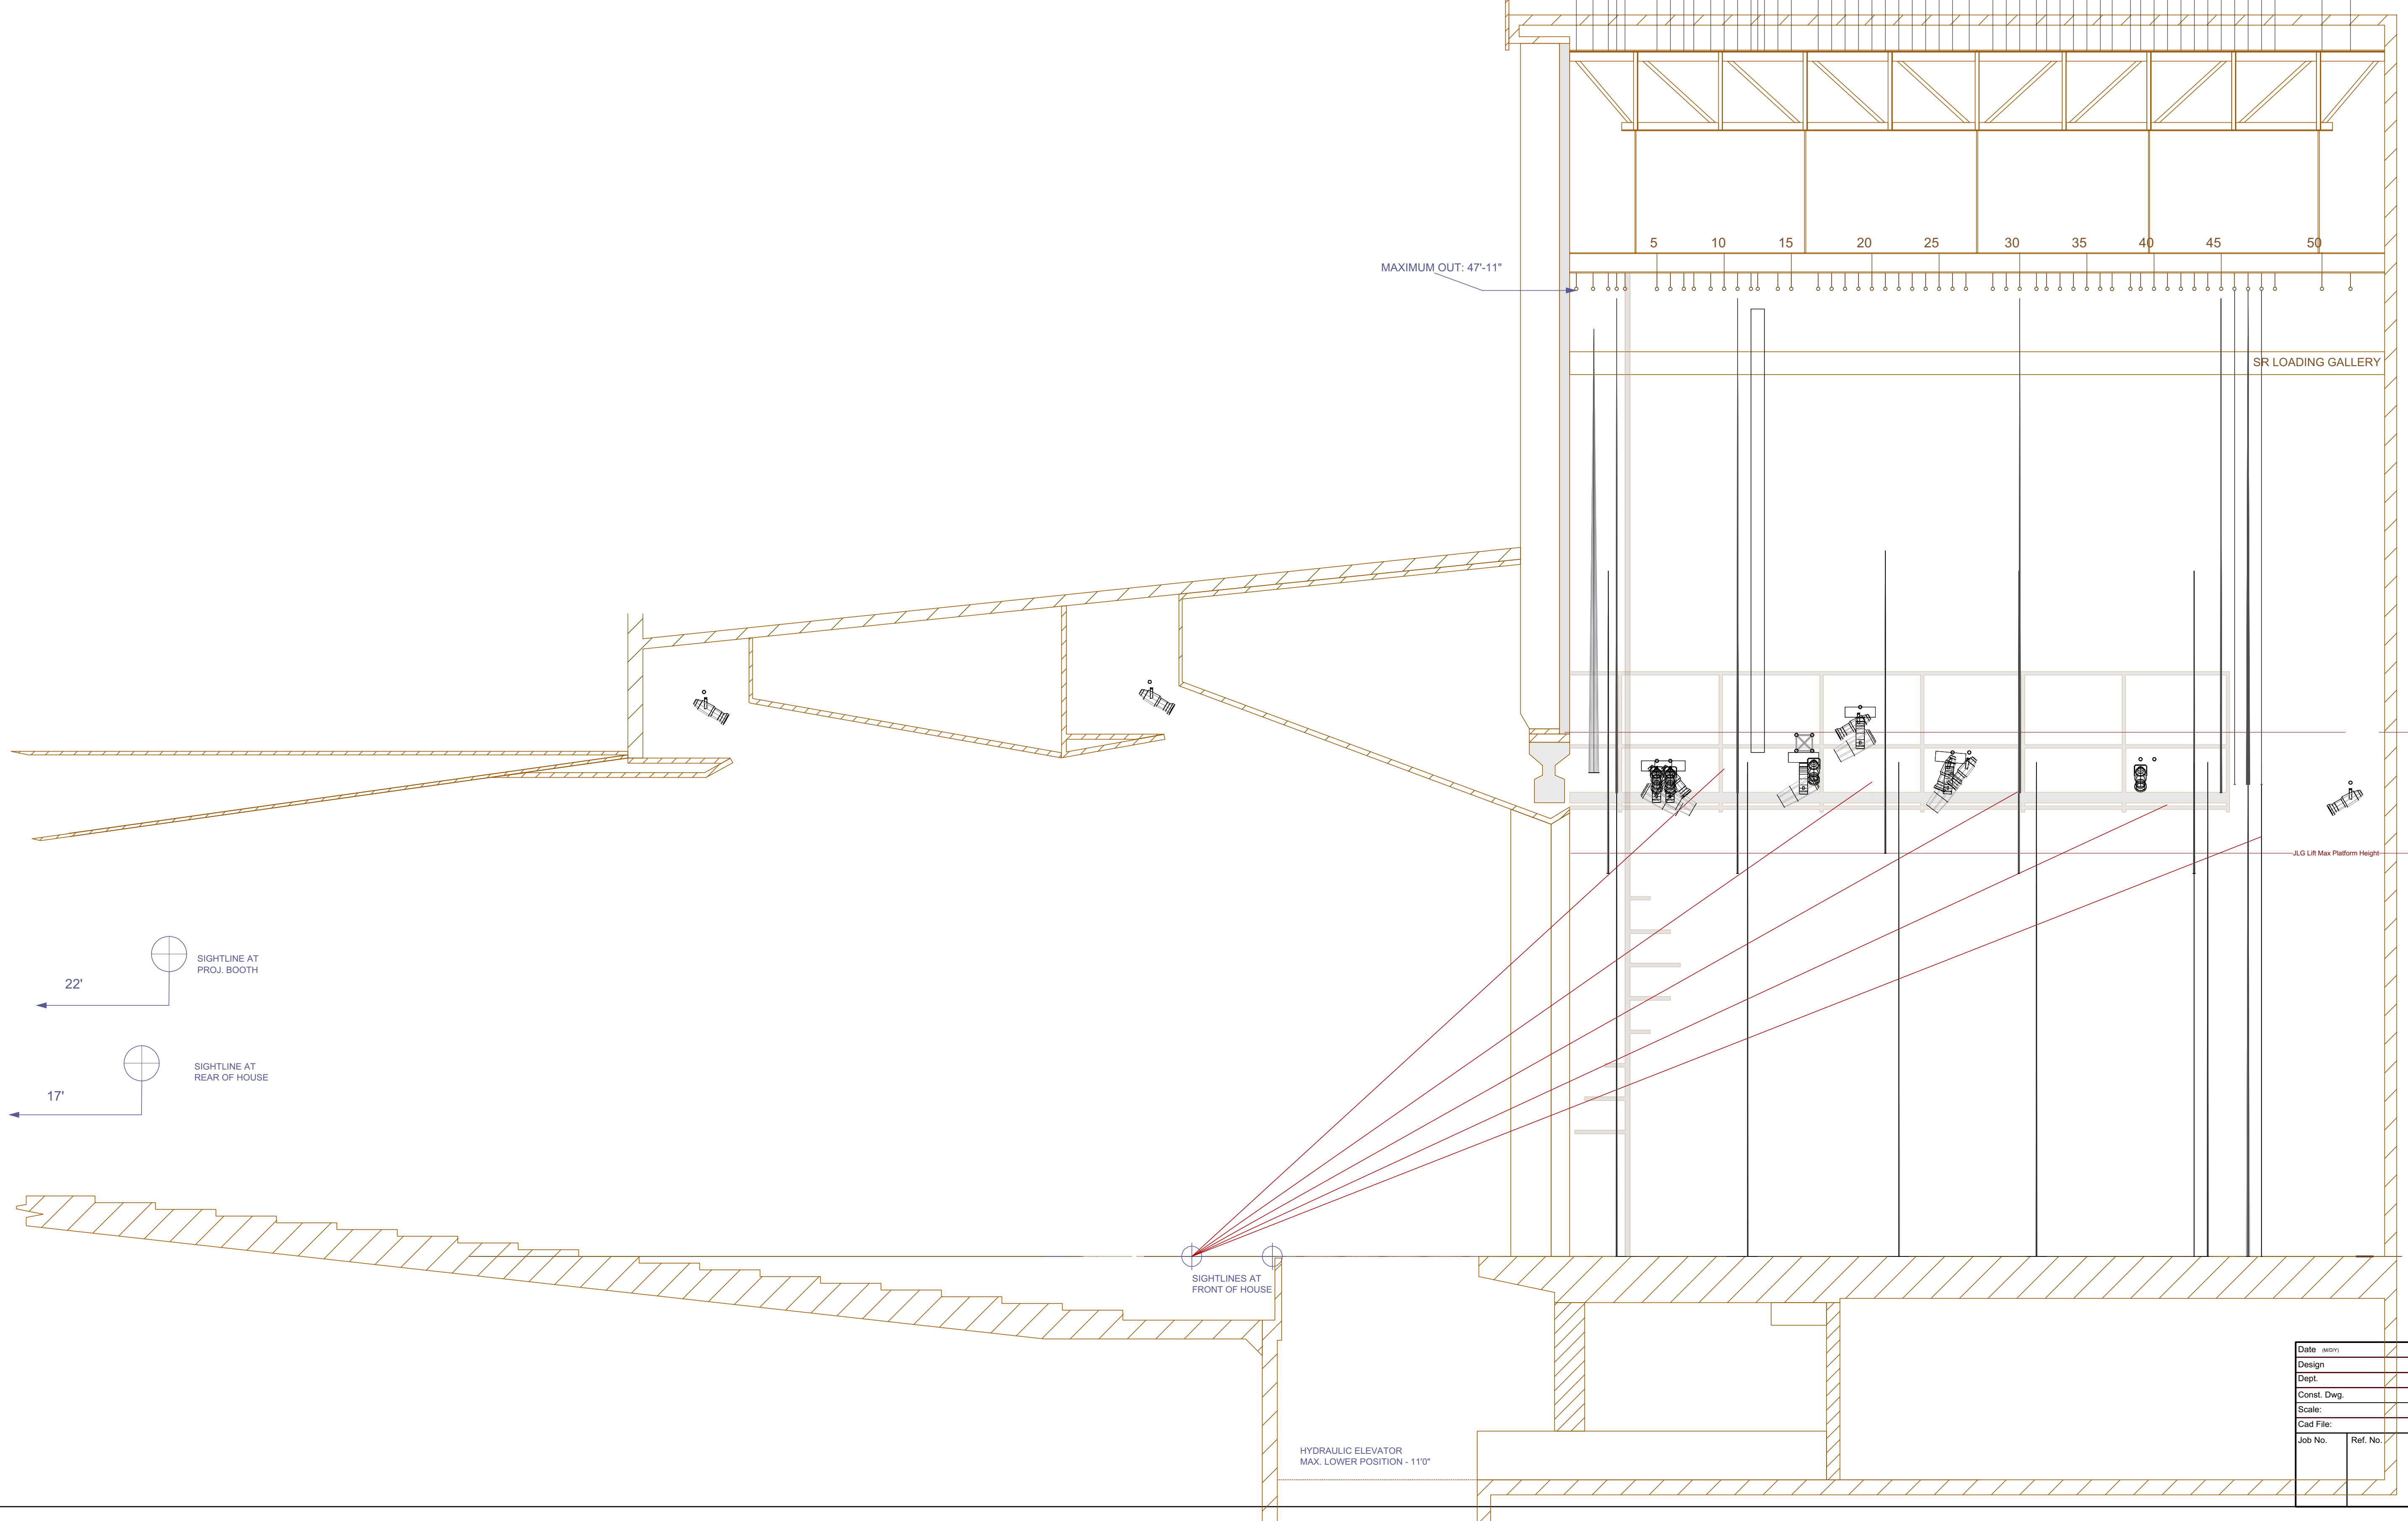 5 10 15 20 25 30 35 40 45 50
MAXIMUM OUT: 47'-11"
SR LOADING GALLERY
JLG Lift Max Platform Height
SIGHTLINE AT
PROJ. BOOTH
22'
SIGHTLINE AT
REAR OF HOUSE
17'
SIGHTLINES AT
FRONT OF HOUSE
HYDRAULIC ELEVATOR
MAX. LOWER POSITION - 11'0"
Date (M/D/Y)
Design
Dept.
Const. Dwg.
Scale:
Cad File:
Job No. Ref. No.